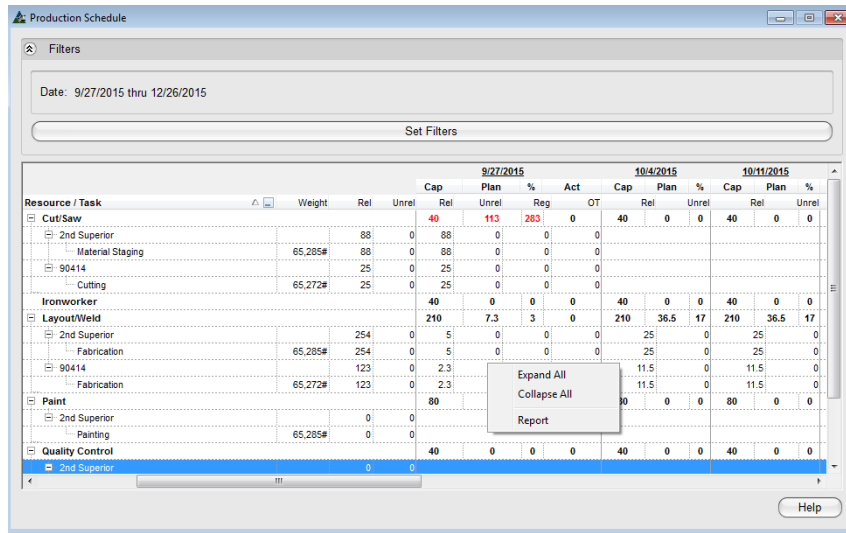 Production Schedule
Filters
Date: 9/27/2015 thru 12/26/2015
Set Filters
9/27/2015 10/4/2015 10/11/2015
Cap Plan % Act Cap Plan % Cap Plan %
Resource / Task Weight Rel Unrel Rel Unrel Reg OT Rel Unrel Rel Unrel
Cut/Saw 40 113 283 0 40 0 0 40 0 0
2nd Superior 88 0 88 0 0 0
Material Staging 65,285# 88 0 88 0 0 0
90414 25 0 25 0 0 0
Cutting 65,272# 25 0 25 0 0 0
Ironworker 40 0 0 0 40 0 0 40 0 0
Layout/Weld 210 7.3 3 0 210 36.5 17 210 36.5 17
2nd Superior 254 0 5 0 0 0 25 0 25 0
Fabrication 65,285# 254 0 5 0 0 0 25 0 25 0
90414 123 0 2.3 11.5 0 11.5 0
Fabrication 65,272# 123 0 2.3 11.5 0 11.5 0
Expand All
Collapse All
Report
Paint 80 0 0 80 0 0
2nd Superior 0 0
Painting 65,285# 0 0
Quality Control 40 0 0 0 40 0 0 40 0 0
2nd Superior 0 0
Help